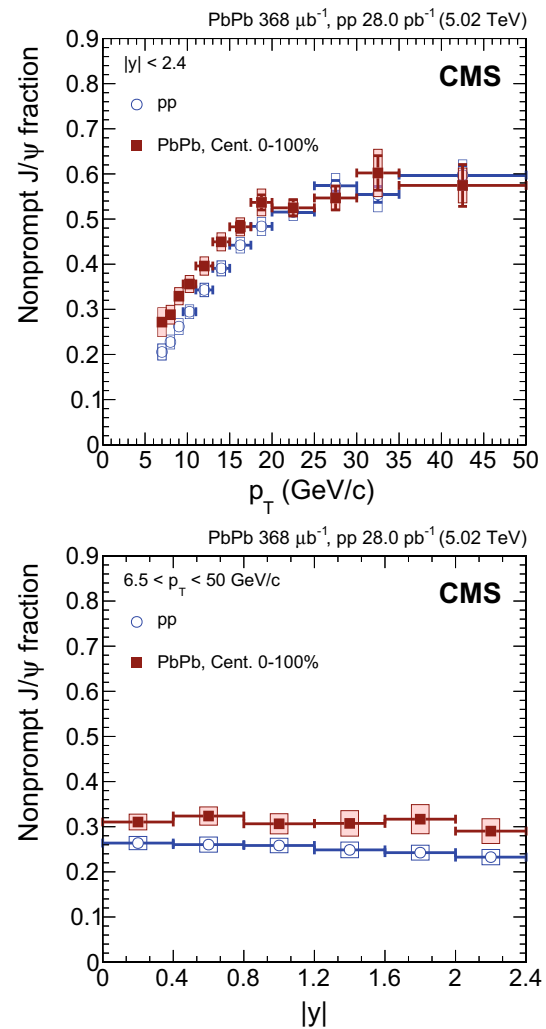 PbPb 368 μb⁻¹, pp 28.0 pb⁻¹ (5.02 TeV)
|y| < 2.4
CMS
pp
PbPb, Cent. 0-100%
Nonprompt J/ψ fraction
0.9
0.8
0.7
0.6
0.5
0.4
0.3
0.2
0.1
0
0 5 10 15 20 25 30 35 40 45 50
p_T (GeV/c)
PbPb 368 μb⁻¹, pp 28.0 pb⁻¹ (5.02 TeV)
6.5 < p_T < 50 GeV/c
CMS
pp
PbPb, Cent. 0-100%
Nonprompt J/ψ fraction
0.9
0.8
0.7
0.6
0.5
0.4
0.3
0.2
0.1
0
0 0.4 0.8 1.2 1.6 2 2.4
|y|